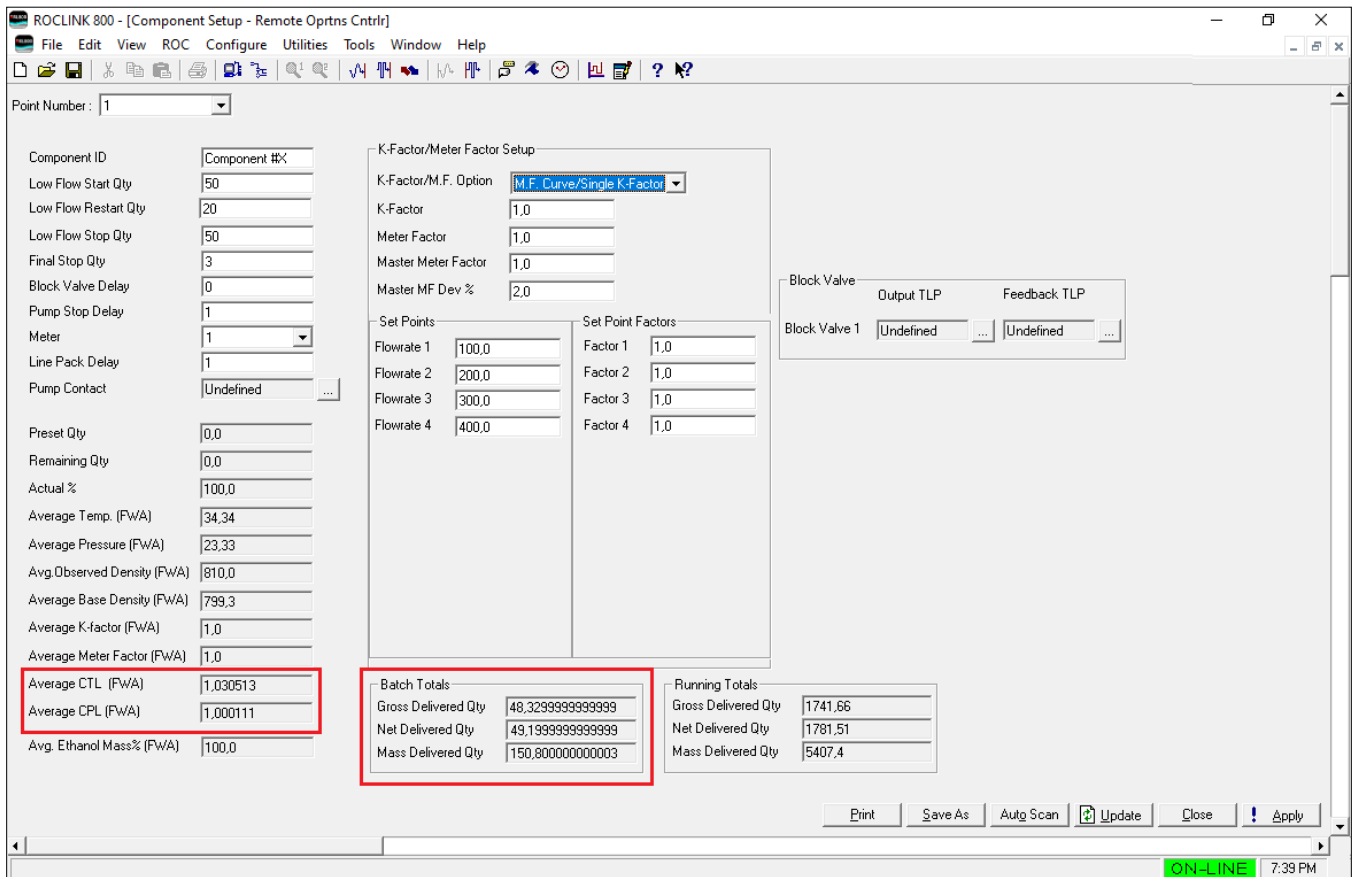 ROCLINK 800 - [Component Setup - Remote Oprtns Cntrlr]
File Edit View ROC Configure Utilities Tools Window Help
Point Number : 1
Component ID Component #X
Low Flow Start Qty 50
Low Flow Restart Qty 20
Low Flow Stop Qty 50
Final Stop Qty 3
Block Valve Delay 0
Pump Stop Delay 1
Meter 1
Line Pack Delay 1
Pump Contact Undefined ...
Preset Qty 0,0
Remaining Qty 0,0
Actual % 100,0
Average Temp. (FWA) 34,34
Average Pressure (FWA) 23,33
Avg.Observed Density (FWA) 810,0
Average Base Density (FWA) 799,3
Average K-factor (FWA) 1,0
Average Meter Factor (FWA) 1,0
Average CTL (FWA) 1,030513
Average CPL (FWA) 1,000111
Avg. Ethanol Mass% (FWA) 100,0
K-Factor/Meter Factor Setup
K-Factor/M.F. Option M.F. Curve/Single K-Factor
K-Factor 1,0
Meter Factor 1,0
Master Meter Factor 1,0
Master MF Dev % 2,0
Set Points
Flowrate 1 100,0
Flowrate 2 200,0
Flowrate 3 300,0
Flowrate 4 400,0
Set Point Factors
Factor 1 1,0
Factor 2 1,0
Factor 3 1,0
Factor 4 1,0
Block Valve
Output TLP Feedback TLP
Block Valve 1 Undefined ... Undefined ...
Batch Totals
Gross Delivered Qty 48,3299999999999
Net Delivered Qty 49,1999999999999
Mass Delivered Qty 150,800000000003
Running Totals
Gross Delivered Qty 1741,66
Net Delivered Qty 1781,51
Mass Delivered Qty 5407,4
Print Save As Auto Scan Update Close ! Apply
ON-LINE 7:39 PM